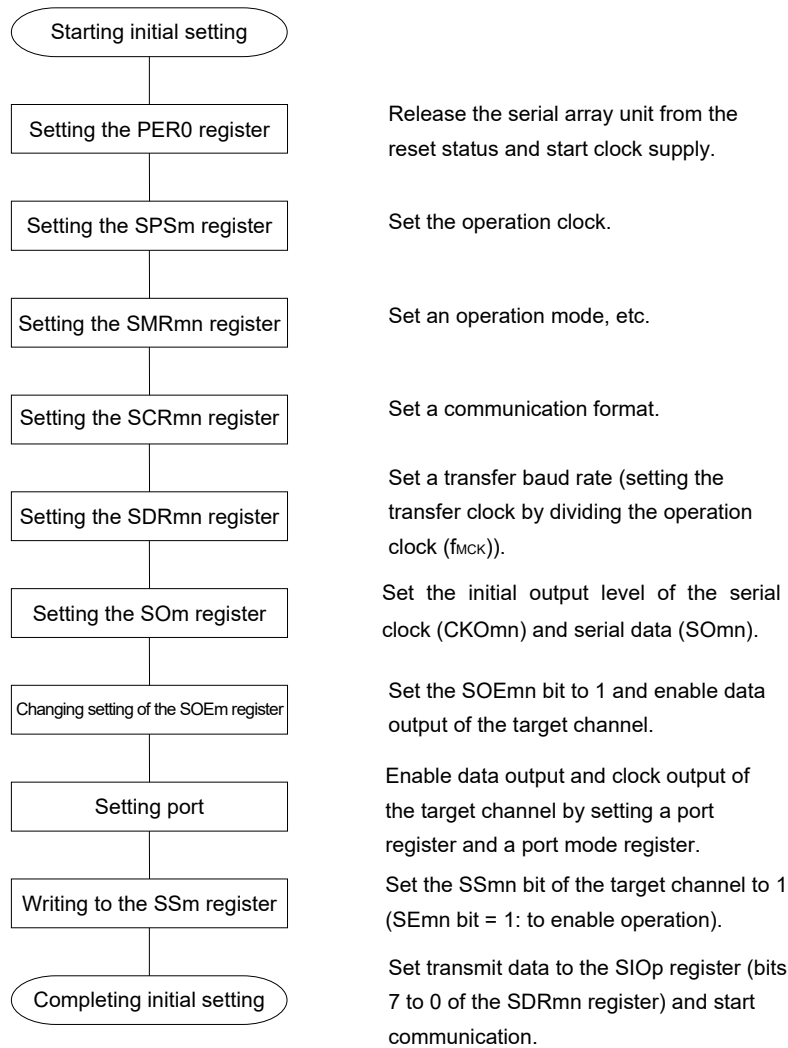 Starting initial setting
Setting the PER0 register
Release the serial array unit from the
reset status and start clock supply.
Setting the SPSm register
Set the operation clock.
Setting the SMRmn register
Set an operation mode, etc.
Setting the SCRmn register
Set a communication format.
Setting the SDRmn register
Set a transfer baud rate (setting the
transfer clock by dividing the operation
clock (fMCK)).
Setting the SOm register
Set the initial output level of the serial
clock (CKOmn) and serial data (SOmn).
Changing setting of the SOEm register
Set the SOEmn bit to 1 and enable data
output of the target channel.
Setting port
Enable data output and clock output of
the target channel by setting a port
register and a port mode register.
Writing to the SSm register
Set the SSmn bit of the target channel to 1
(SEmn bit = 1: to enable operation).
Completing initial setting
Set transmit data to the SIOp register (bits
7 to 0 of the SDRmn register) and start
communication.